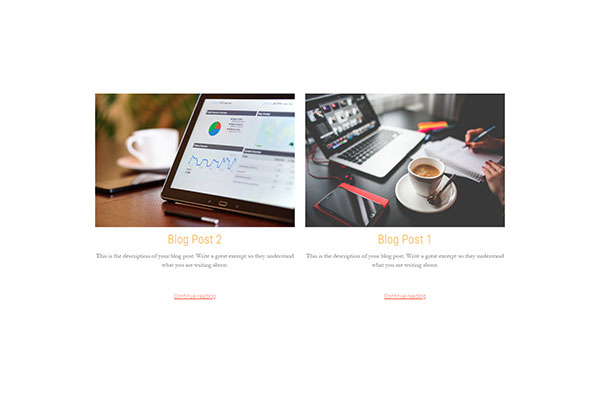 Blog Post 2
This is the description of your blog post. Write a great excerpt so they understand
what you are writing about.
Continue reading
Blog Post 1
This is the description of your blog post. Write a great excerpt so they understand
what you are writing about.
Continue reading